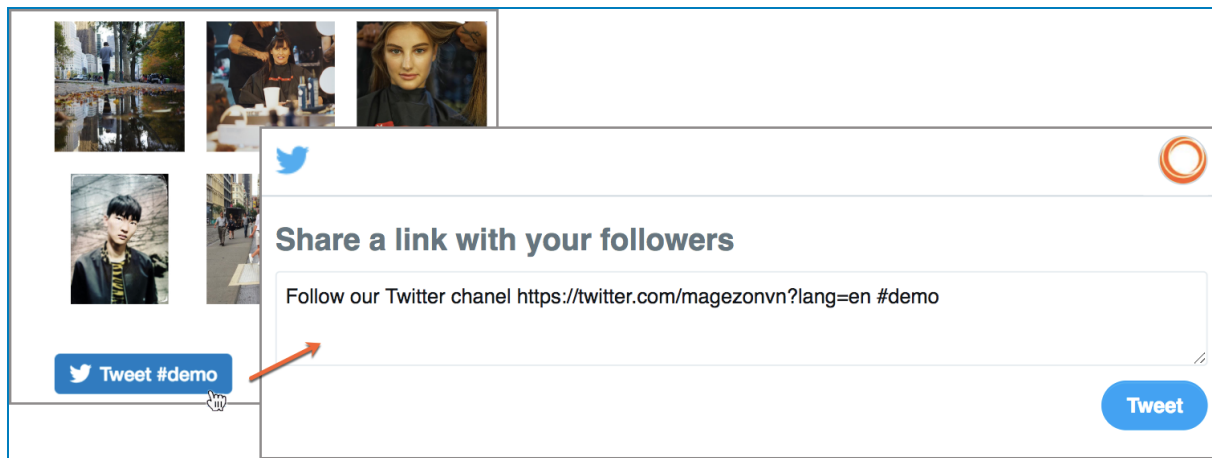 Share a link with your followers
Follow our Twitter chanel https://twitter.com/magezonvn?lang=en #demo
Tweet #demo
Tweet